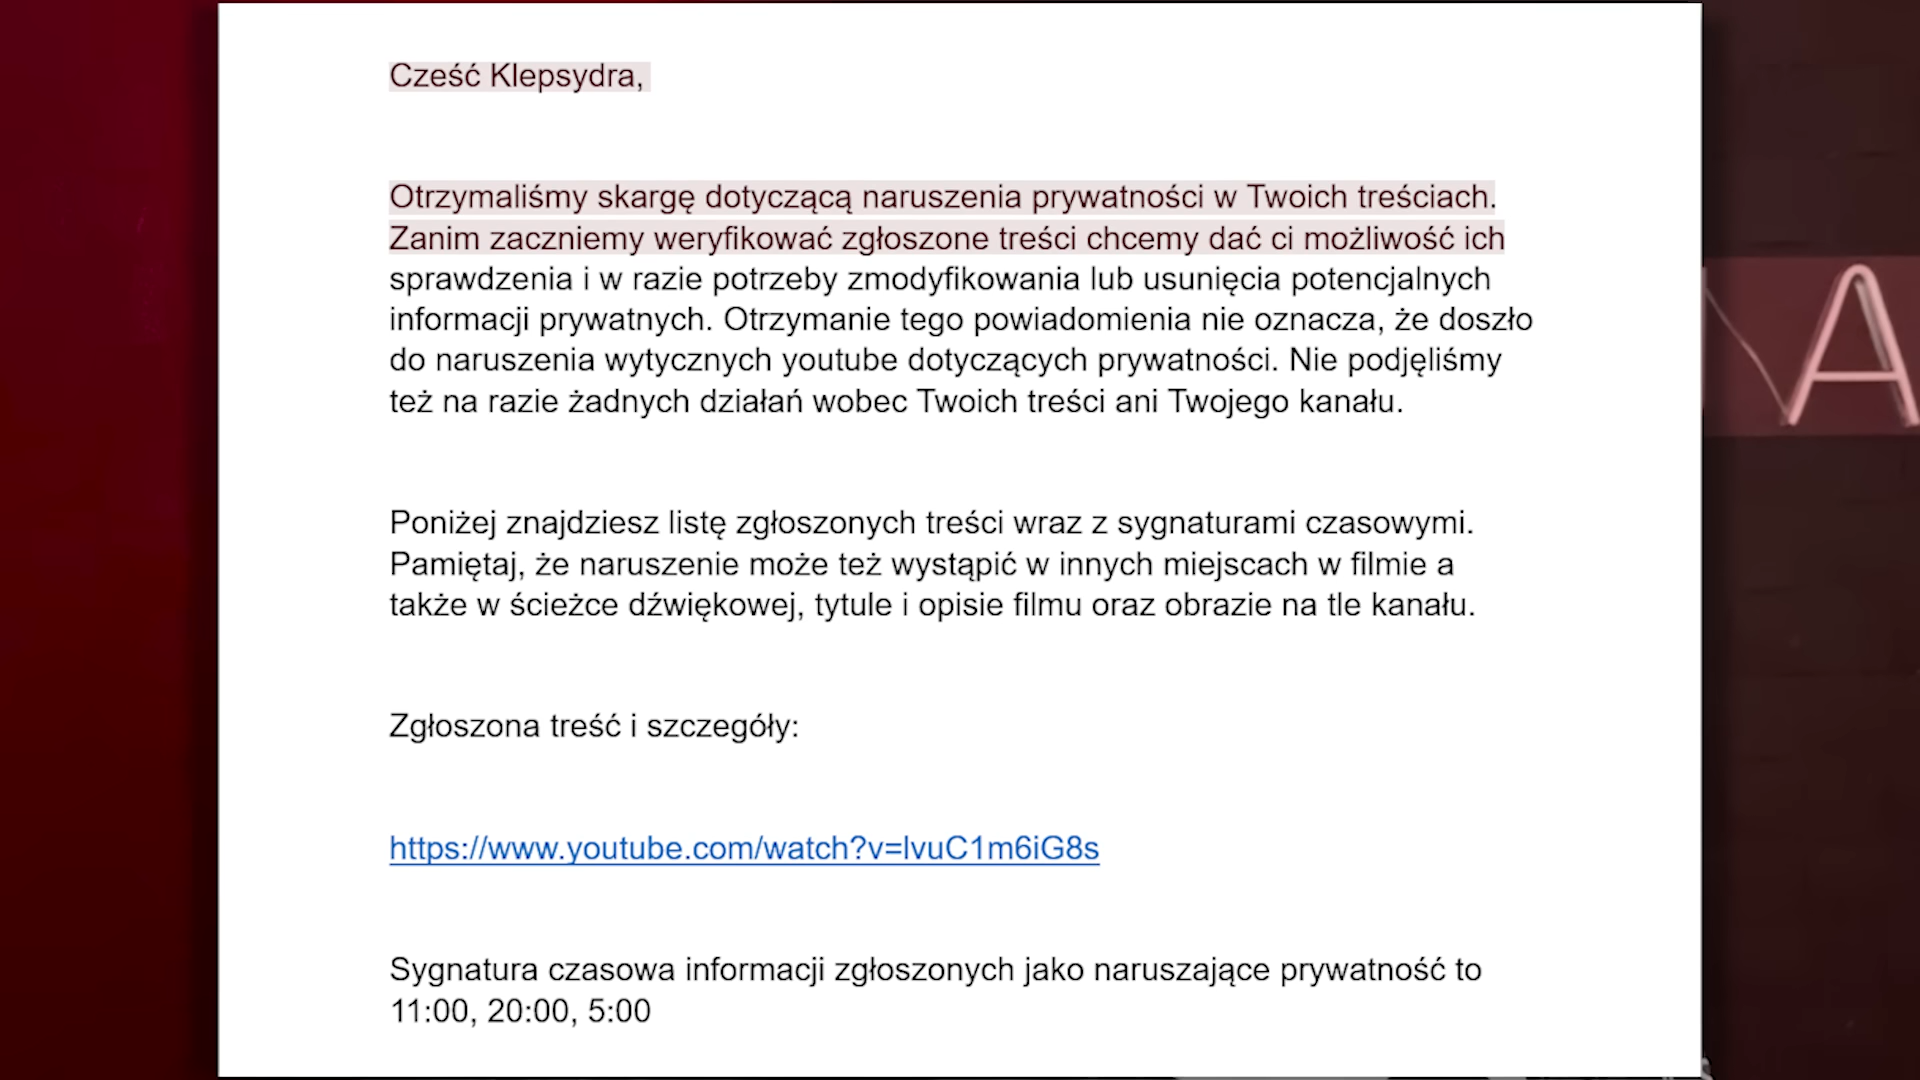 Cześć Klepsydra,
Otrzymaliśmy skargę dotyczącą naruszenia prywatności w Twoich treściach.
Zanim zaczniemy weryfikować zgłoszone treści chcemy dać ci możliwość ich
sprawdzenia i w razie potrzeby zmodyfikowania lub usunięcia potencjalnych
informacji prywatnych. Otrzymanie tego powiadomienia nie oznacza, że doszło
do naruszenia wytycznych youtube dotyczących prywatności. Nie podjęliśmy
też na razie żadnych działań wobec Twoich treści ani Twojego kanału.
Poniżej znajdziesz listę zgłoszonych treści wraz z sygnaturami czasowymi.
Pamiętaj, że naruszenie może też wystąpić w innych miejscach w filmie a
także w ścieżce dźwiękowej, tytule i opisie filmu oraz obrazie na tle kanału.
Zgłoszona treść i szczegóły:
https://www.youtube.com/watch?v=lvuC1m6iG8s
Sygnatura czasowa informacji zgłoszonych jako naruszające prywatność to
11:00, 20:00, 5:00
A